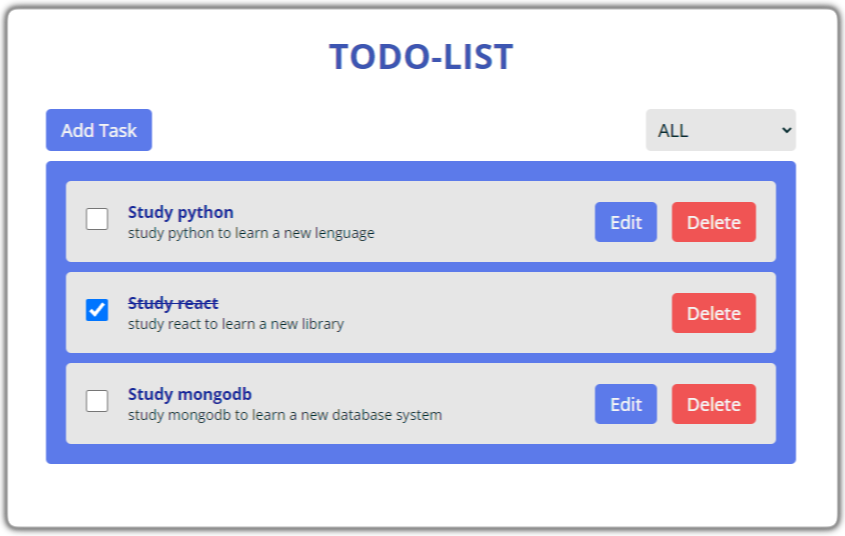 TODO-LIST
Add Task
ALL
Study python
study python to learn a new lenguage
Edit
Delete
Study react
study react to learn a new library
Delete
Study mongodb
study mongodb to learn a new database system
Edit
Delete